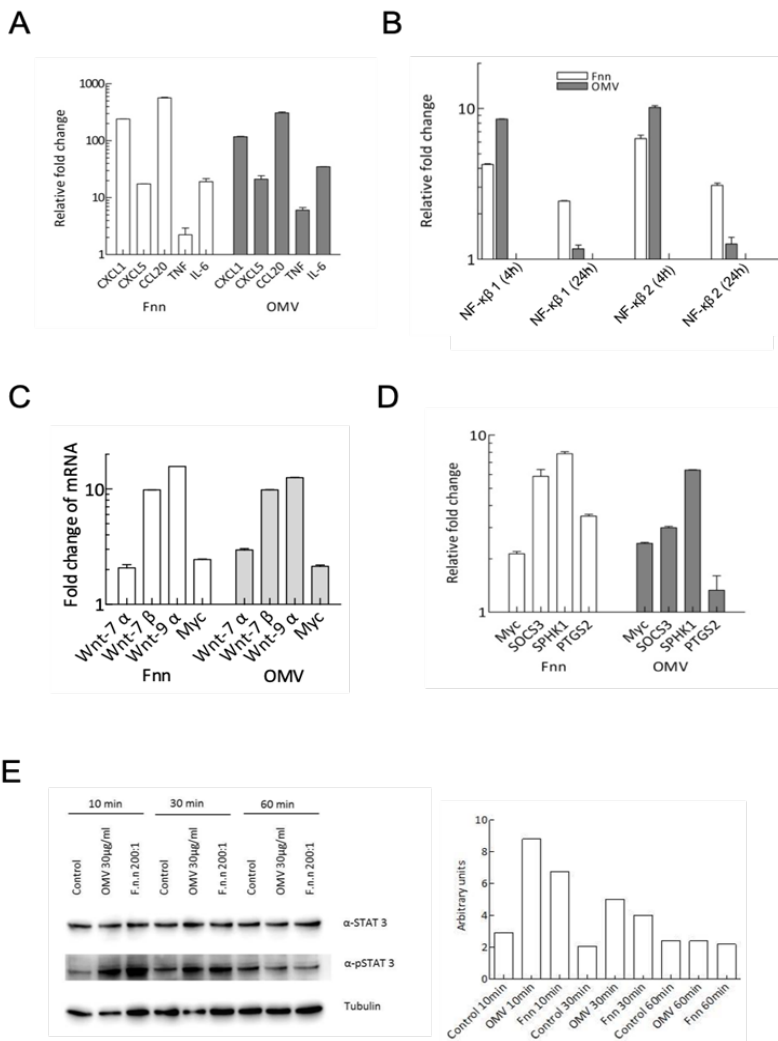 A
Relative fold change
1000
100
10
1
CXCL1
CXCL5
CCL20
TNF
IL-6
CXCL1
CXCL5
CCL20
TNF
IL-6
Fnn
OMV
B
Relative fold change
10
1
Fnn
OMV
NF-κβ 1 (4h)
NF-κβ 1 (24h)
NF-κβ 2 (4h)
NF-κβ 2 (24h)
C
Fold change of mRNA
10
1
Wnt-7 α
Wnt-7 β
Wnt-9 α
Myc
Wnt-7 α
Wnt-7 β
Wnt-9 α
Myc
Fnn
OMV
D
Relative fold change
10
1
Myc
SOCS3
SPHK1
PTGS2
Myc
SOCS3
SPHK1
PTGS2
Fnn
OMV
E
10 min
30 min
60 min
Control
OMV 30µg/ml
F.n.n 200:1
Control
OMV 30µg/ml
F.n.n 200:1
Control
OMV 30µg/ml
F.n.n 200:1
α-STAT 3
α-pSTAT 3
Tubulin
Arbitrary units
10
8
6
4
2
0
Control 10min
OMV 10min
Fnn 10min
Control 30min
OMV 30min
Fnn 30min
Control 60min
OMV 60min
Fnn 60min